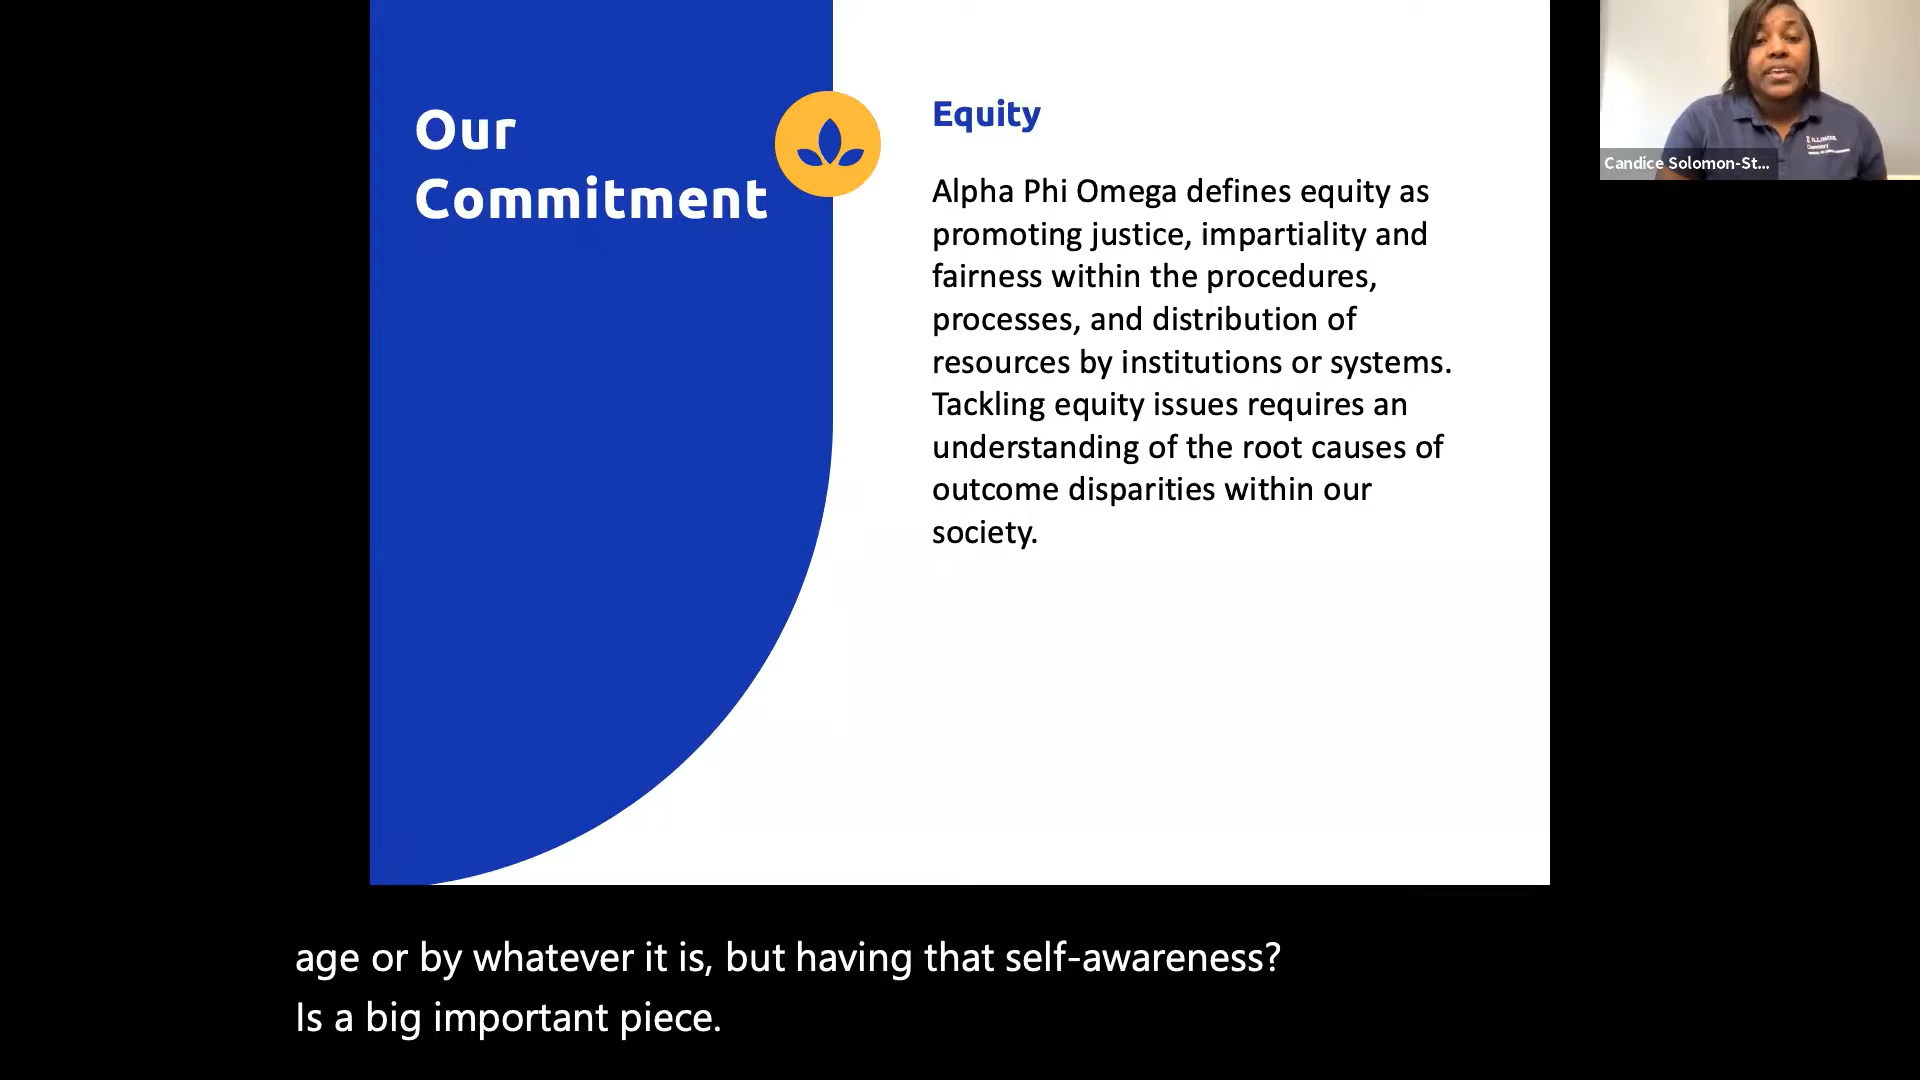 Our
Commitment
Equity
Alpha Phi Omega defines equity as
promoting justice, impartiality and
fairness within the procedures,
processes, and distribution of
resources by institutions or systems.
Tackling equity issues requires an
understanding of the root causes of
outcome disparities within our
society.
ILLINOIS
Candice Solomon-St...
age or by whatever it is, but having that self-awareness?
Is a big important piece.